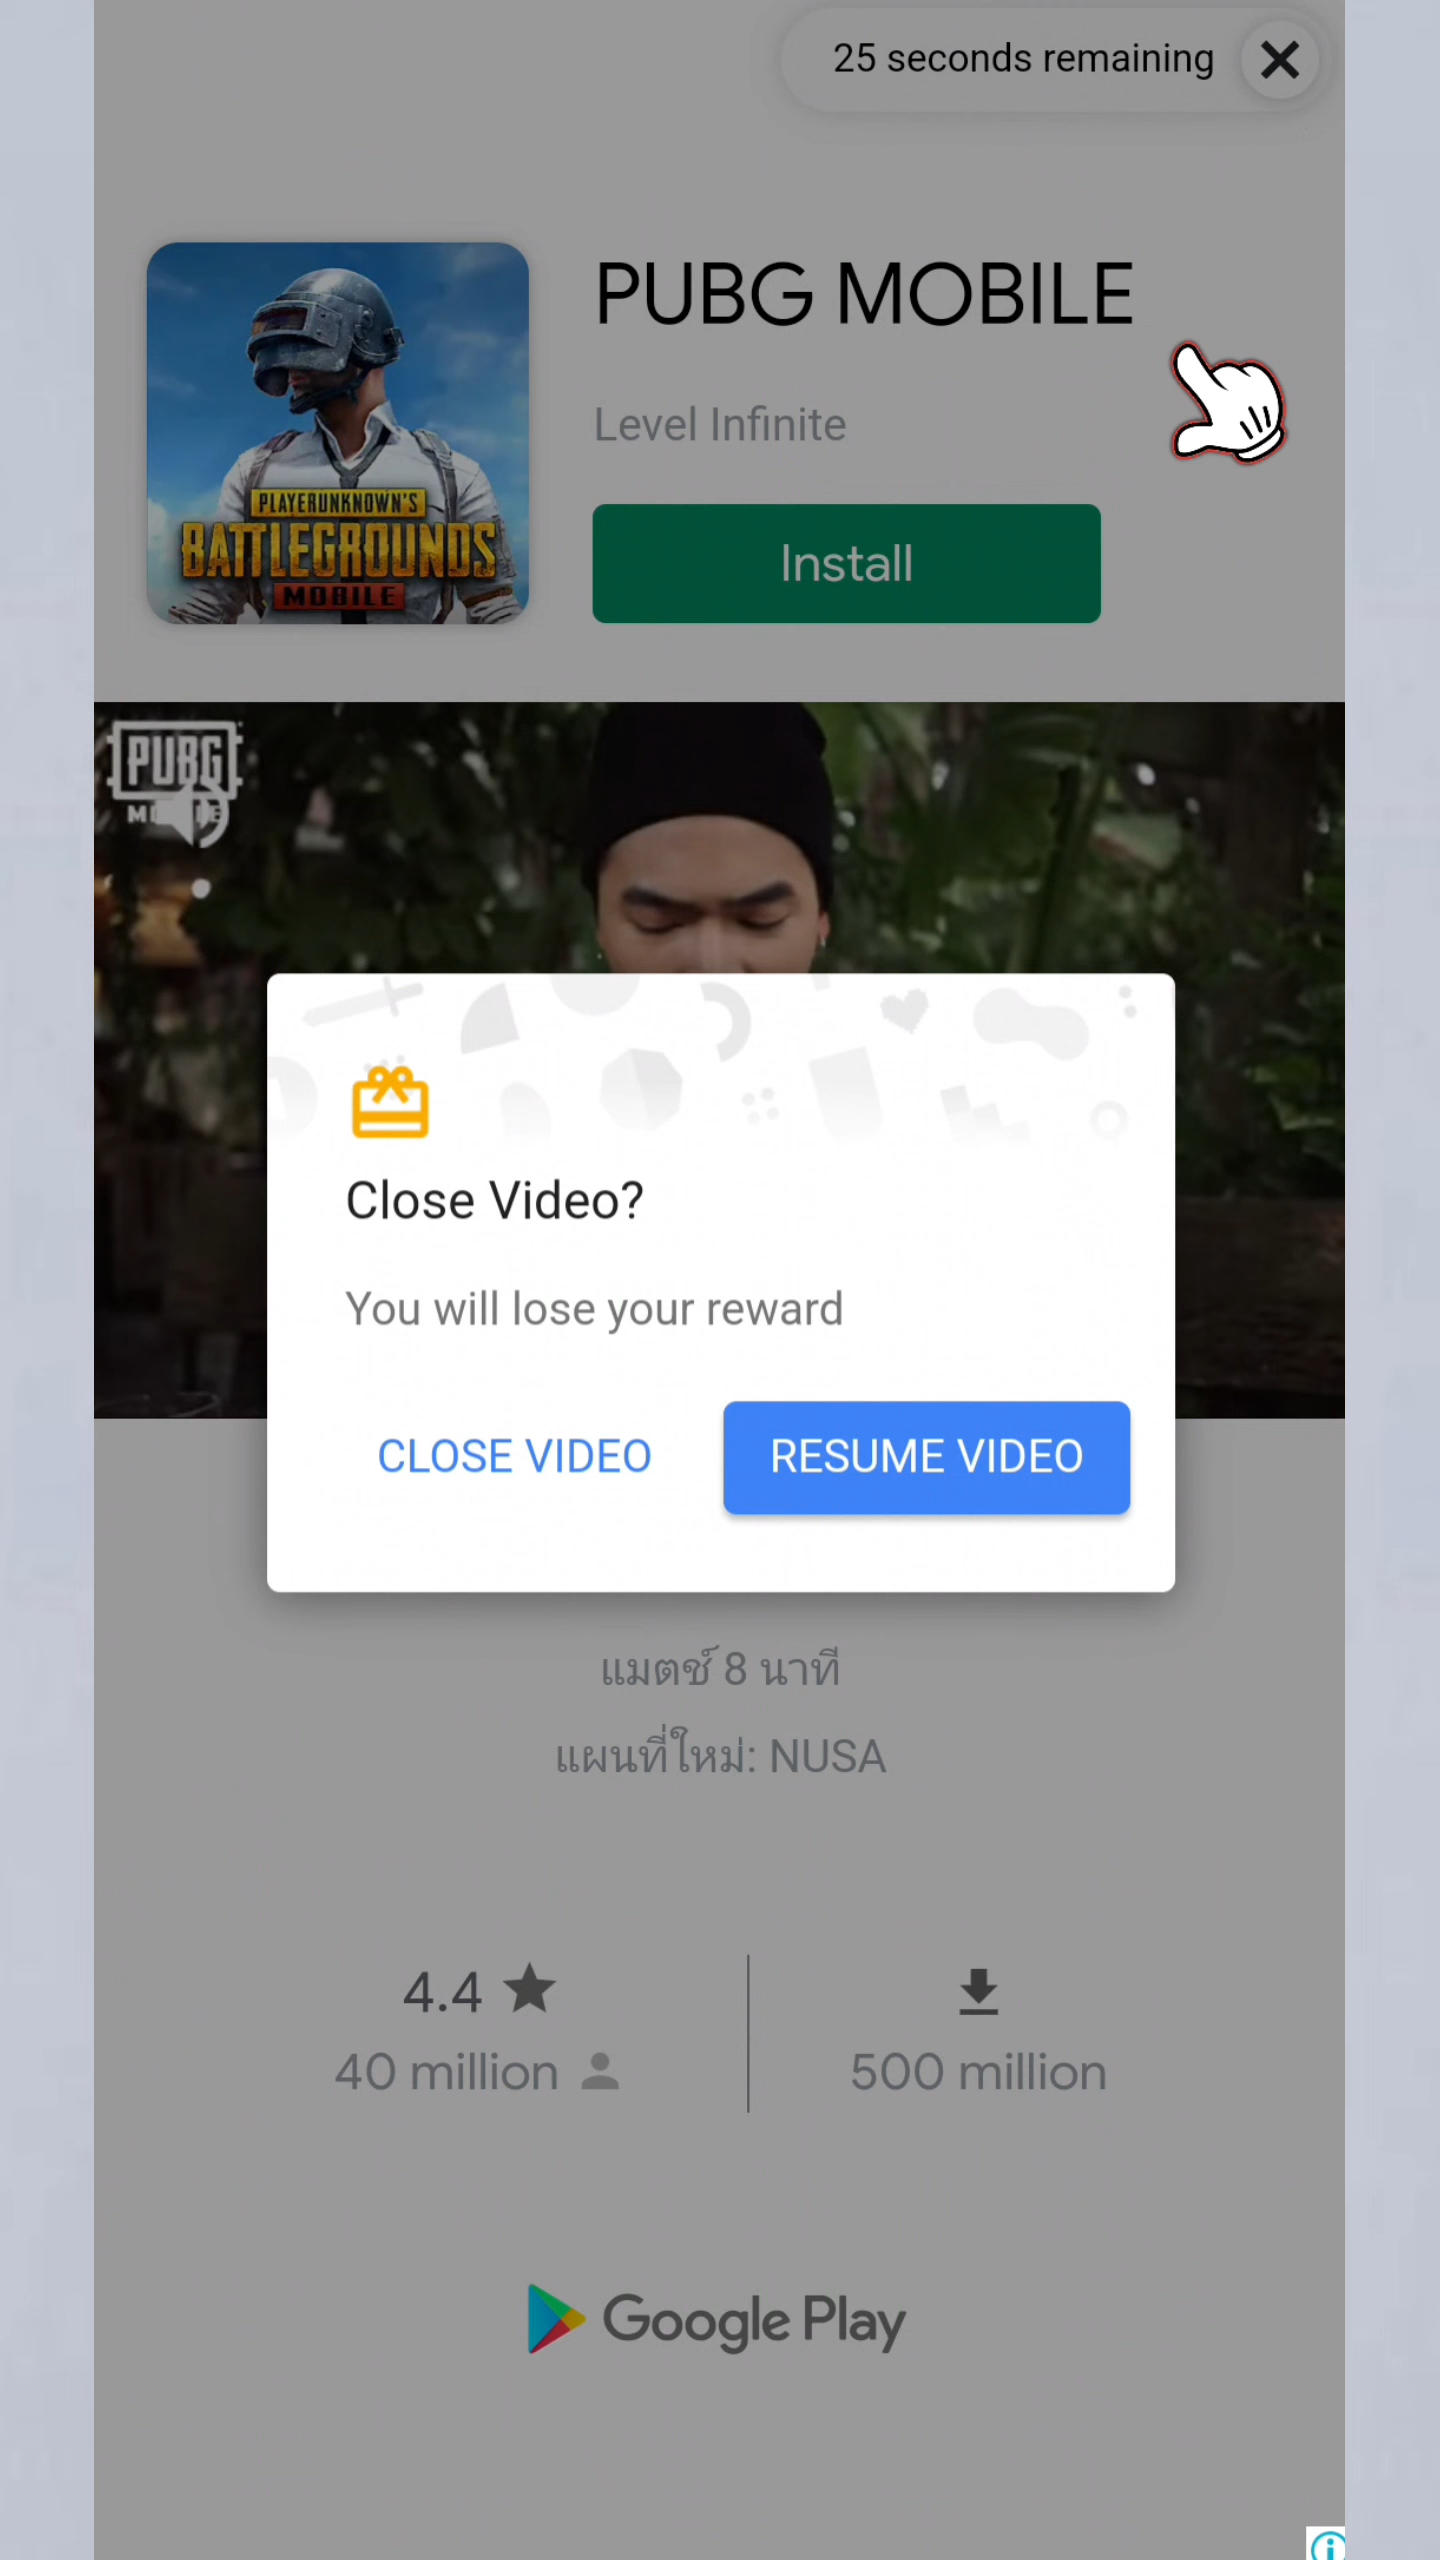 25 seconds remaining
PUBG MOBILE
Level Infinite
PLAYERUNKNOWN'S
BATTLEGROUNDS
MOBILE
Install
PUBG
Close Video?
You will lose your reward
CLOSE VIDEO
RESUME VIDEO
แมตช์ 8 นาที
แผนที่ใหม่: NUSA
4.4
40 million
500 million
Google Play